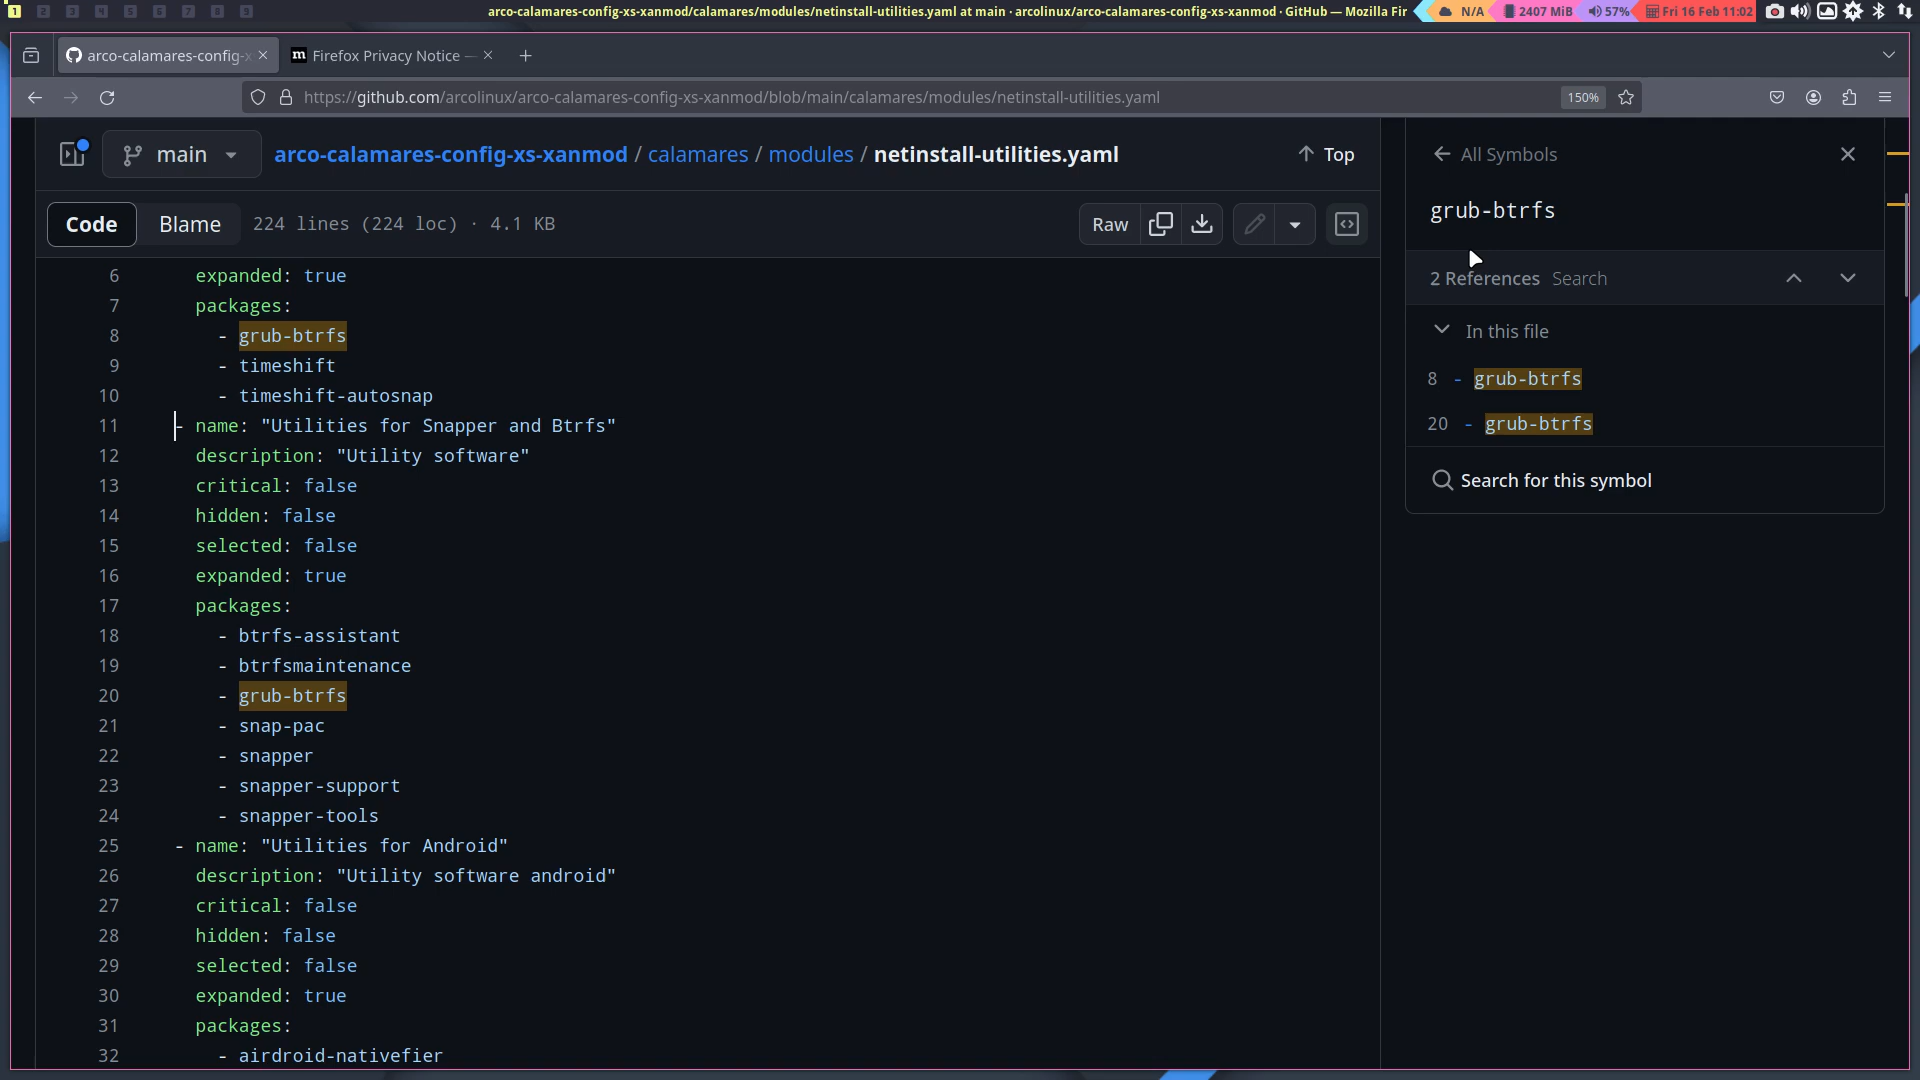 1 2 3 4 5 6 7 8 9 arco-calamares-config-xs-xanmod/calamares/modules/netinstall-utilities.yaml at main · arcolinux/arco-calamares-config-xs-xanmod · GitHub — Mozilla Fir N/A 2407 MiB 57% Fri 16 Feb 11:02
arco-calamares-config-x Firefox Privacy Notice —
https://github.com/arcolinux/arco-calamares-config-xs-xanmod/blob/main/calamares/modules/netinstall-utilities.yaml 150%
main arco-calamares-config-xs-xanmod / calamares / modules / netinstall-utilities.yaml Top
Code Blame 224 lines (224 loc) · 4.1 KB Raw
6 expanded: true
7 packages:
8 - grub-btrfs
9 - timeshift
10 - timeshift-autosnap
11 - name: "Utilities for Snapper and Btrfs"
12 description: "Utility software"
13 critical: false
14 hidden: false
15 selected: false
16 expanded: true
17 packages:
18 - btrfs-assistant
19 - btrfsmaintenance
20 - grub-btrfs
21 - snap-pac
22 - snapper
23 - snapper-support
24 - snapper-tools
25 - name: "Utilities for Android"
26 description: "Utility software android"
27 critical: false
28 hidden: false
29 selected: false
30 expanded: true
31 packages:
32 - airdroid-nativefier
All Symbols
grub-btrfs
2 References Search
In this file
8 - grub-btrfs
20 - grub-btrfs
Search for this symbol